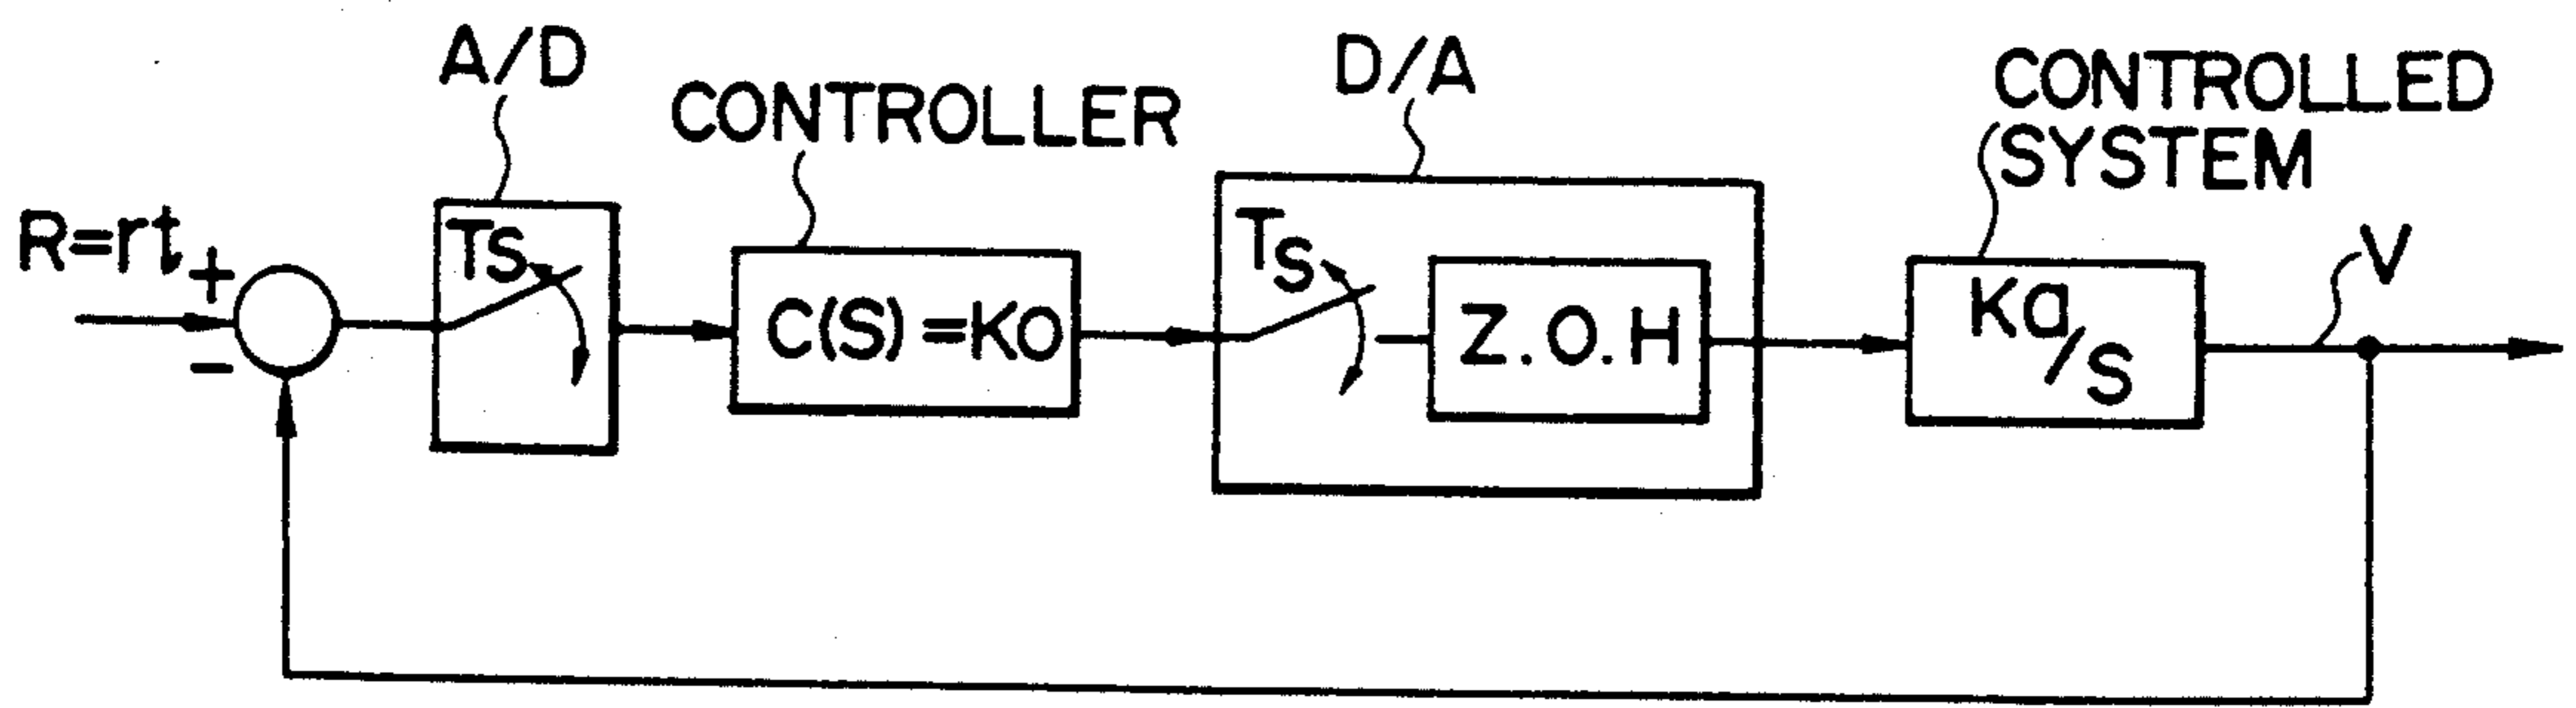 A/D
CONTROLLER
D/A
CONTROLLED
SYSTEM
R=rt
+
-
Ts
C(S)=Ko
Ts
Z.O.H
Ka/s
V